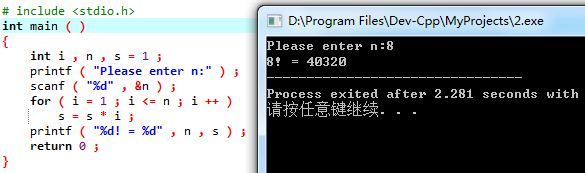 # include <stdio.h>
int main ( )
{
int i , n , s = 1 ;
printf ( "Please enter n:" ) ;
scanf ( "%d" , &n ) ;
for ( i = 1 ; i <= n ; i ++ )
s = s * i ;
printf ( "%d! = %d" , n , s ) ;
return 0 ;
}
D:\Program Files\Dev-Cpp\MyProjects\2.exe
Please enter n:8
8! = 40320
--------------------------------
Process exited after 2.281 seconds with
请按任意键继续. . .